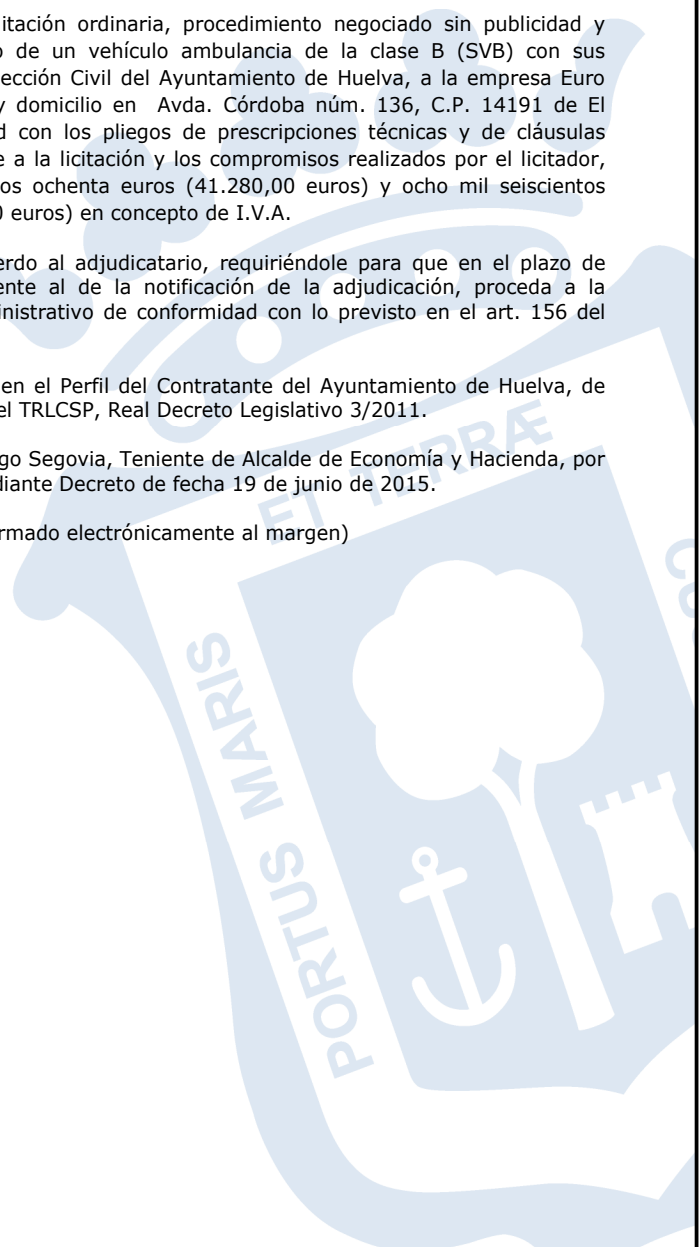 itación ordinaria, procedimiento negociado sin publicidad y
o de un vehículo ambulancia de la clase B (SVB) con sus
ección Civil del Ayuntamiento de Huelva, a la empresa Euro
y domicilio en Avda. Córdoba núm. 136, C.P. 14191 de El
d con los pliegos de prescripciones técnicas y de cláusulas
e a la licitación y los compromisos realizados por el licitador,
os ochenta euros (41.280,00 euros) y ocho mil seiscientos
0 euros) en concepto de I.V.A.
erdo al adjudicatario, requiriéndole para que en el plazo de
ente al de la notificación de la adjudicación, proceda a la
inistrativo de conformidad con lo previsto en el art. 156 del
en el Perfil del Contratante del Ayuntamiento de Huelva, de
el TRLCSP, Real Decreto Legislativo 3/2011.
go Segovia, Teniente de Alcalde de Economía y Hacienda, por
diante Decreto de fecha 19 de junio de 2015.
rmado electrónicamente al margen)
PORTUS MARIS
ET TERRÆ